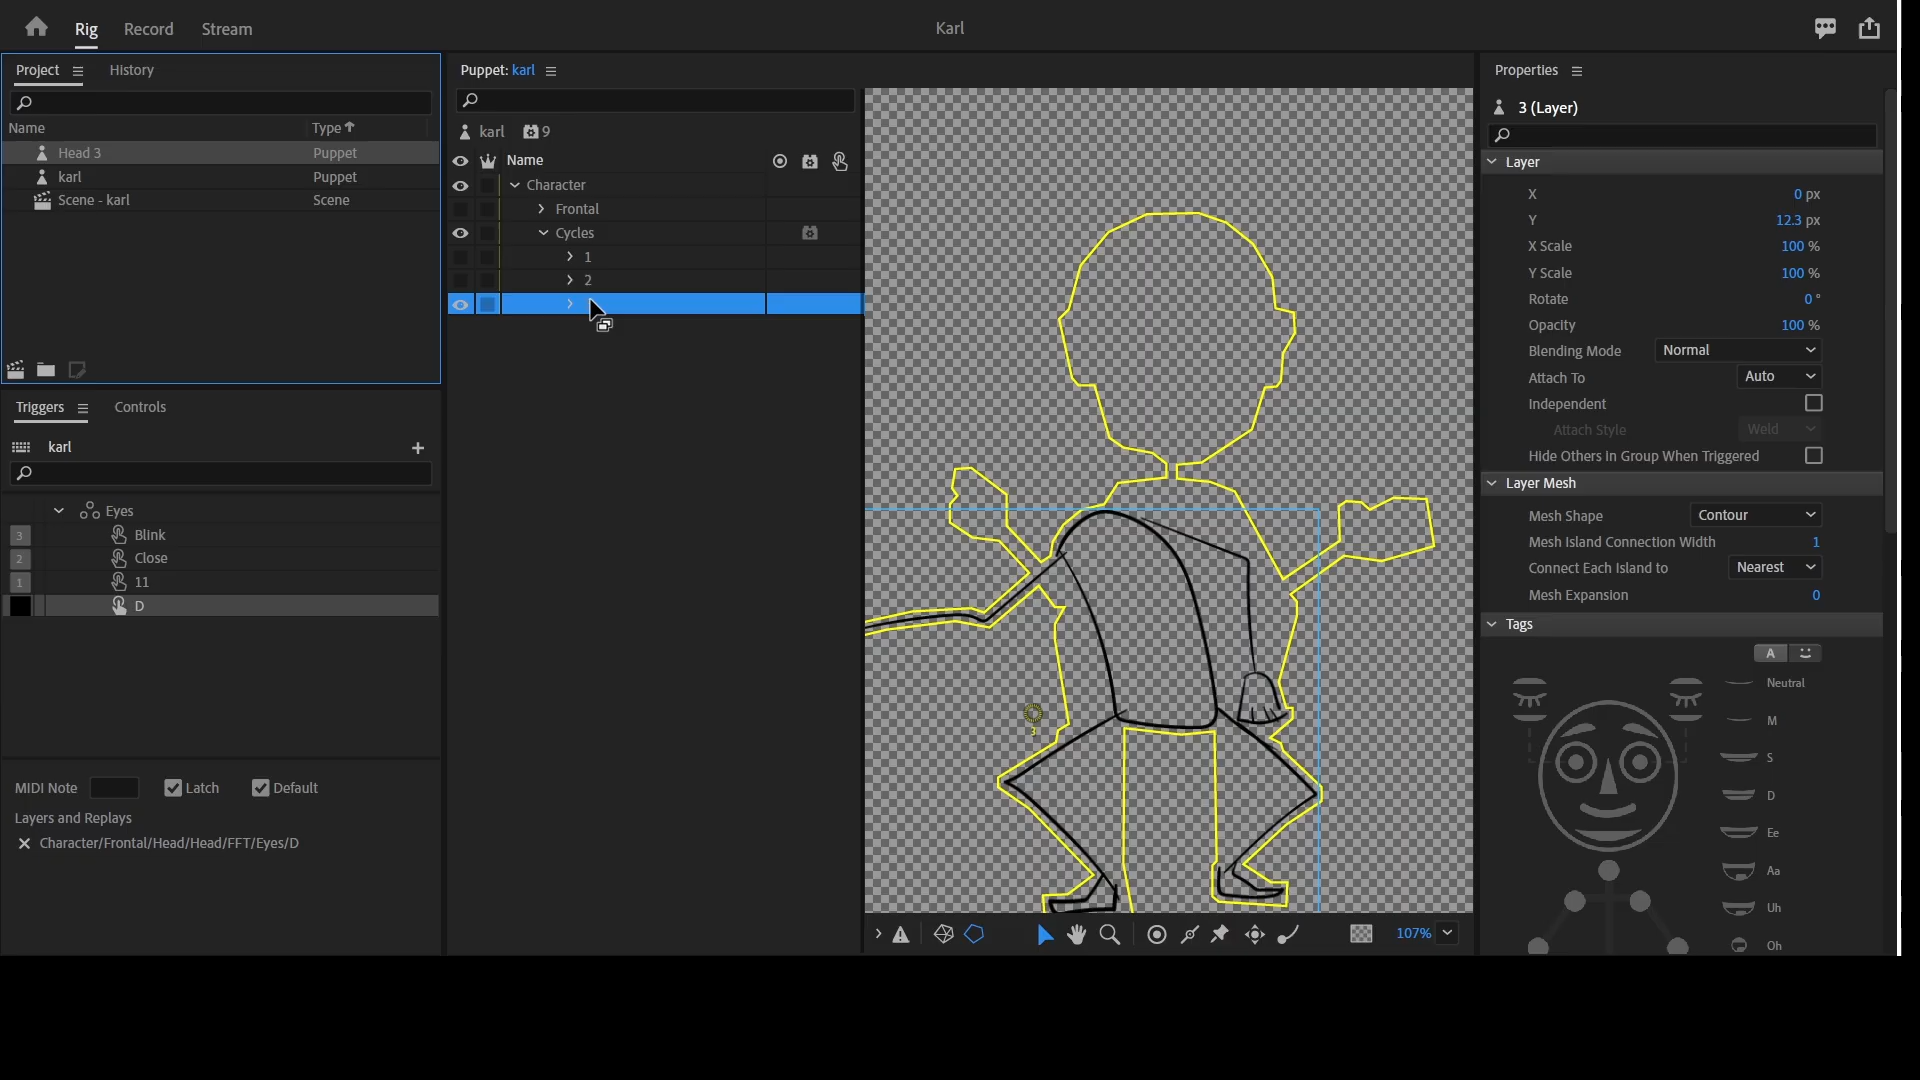 Rig Record Stream Karl
Project History
Name Type
Head 3 Puppet
karl Puppet
Scene - karl Scene
Triggers Controls
karl
Eyes
3 Blink
2 Close
1 11
D
MIDI Note Latch Default
Layers and Replays
Character/Frontal/Head/Head/FFT/Eyes/D
Puppet: karl
karl 9
Name
Character
Frontal
Cycles
1
2
3
107%
Properties
3 (Layer)
Layer
X 0 px
Y 12.3 px
X Scale 100 %
Y Scale 100 %
Rotate 0 °
Opacity 100 %
Blending Mode Normal
Attach To Auto
Independent
Attach Style Weld
Hide Others in Group When Triggered
Layer Mesh
Mesh Shape Contour
Mesh Island Connection Width 1
Connect Each Island to Nearest
Mesh Expansion 0
Tags
A
Neutral
M
S
D
Ee
Aa
Uh
Oh